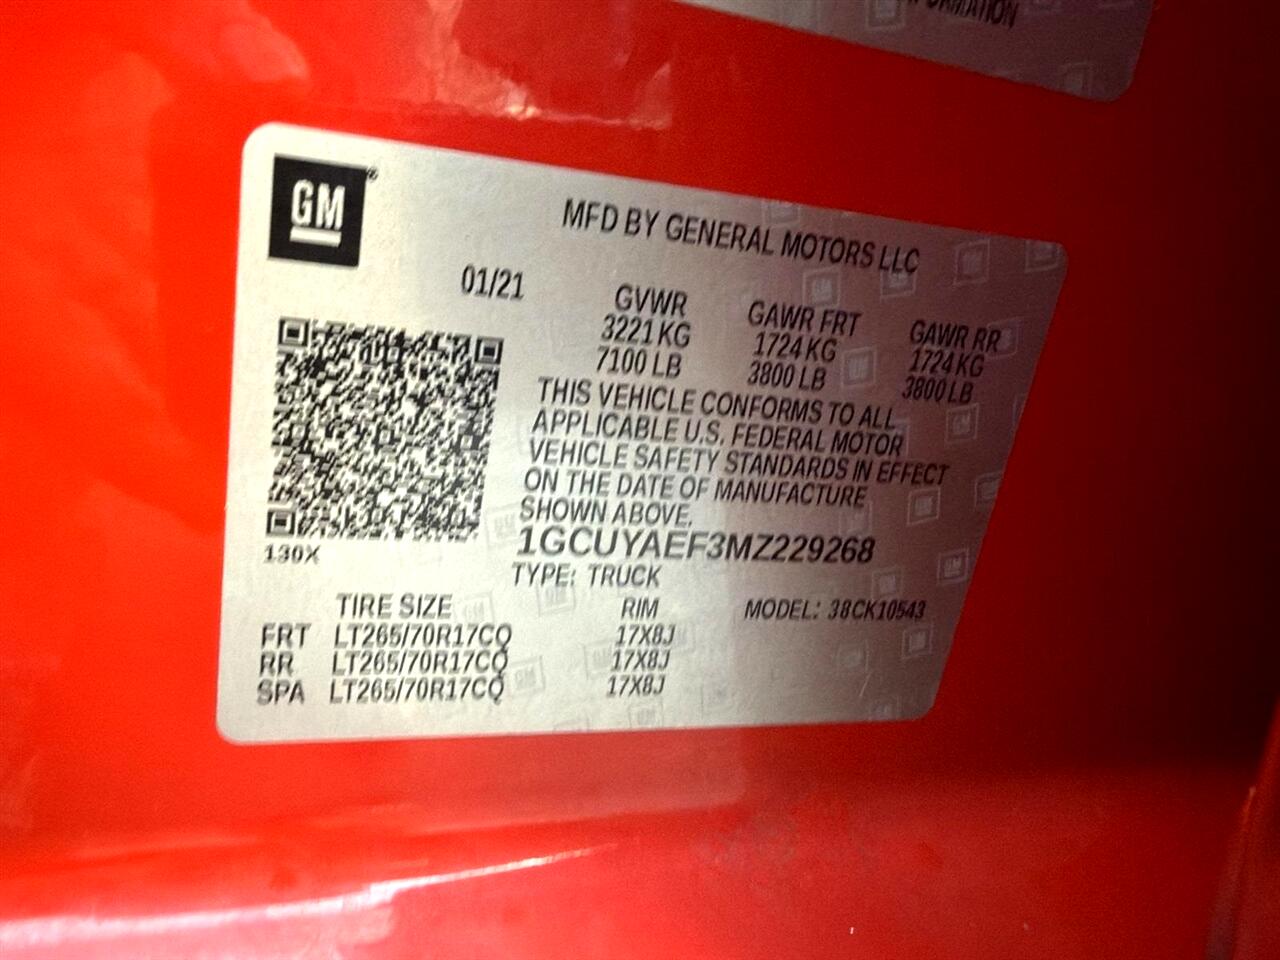 FORMATION
GM
MFD BY GENERAL MOTORS LLC
01/21
GVWR GAWR FRT GAWR RR
3221 KG 1724 KG 1724 KG
7100 LB 3800 LB 3800 LB
THIS VEHICLE CONFORMS TO ALL
APPLICABLE U.S. FEDERAL MOTOR
VEHICLE SAFETY STANDARDS IN EFFECT
ON THE DATE OF MANUFACTURE
SHOWN ABOVE.
130X
1GCUYAEF3MZ229268
TYPE: TRUCK
TIRE SIZE RIM MODEL: 38CK10543
FRT LT265/70R17CQ 17X8J
RR LT265/70R17CQ 17X8J
SPA LT265/70R17CQ 17X8J